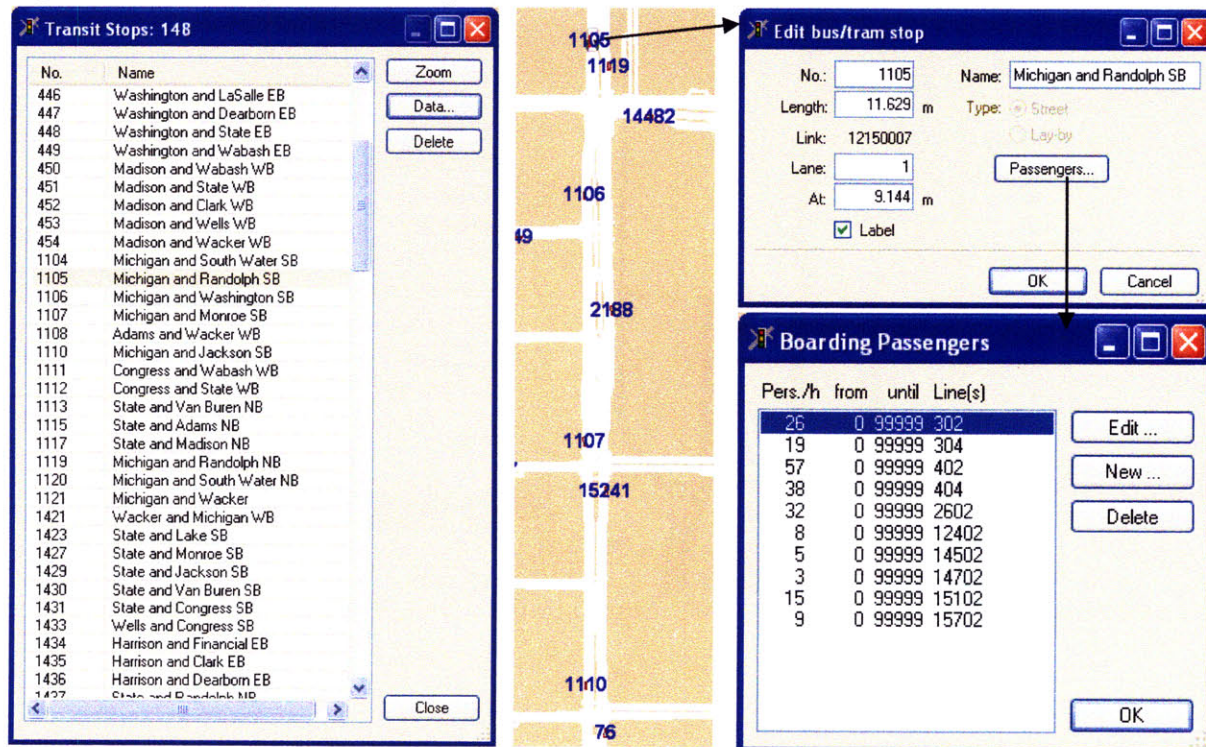 Transit Stops: 148
No. Name
446 Washington and LaSalle EB
447 Washington and Dearborn EB
448 Washington and State EB
449 Washington and Wabash EB
450 Madison and Wabash WB
451 Madison and State WB
452 Madison and Clark WB
453 Madison and Wells WB
454 Madison and Wacker WB
1104 Michigan and South Water SB
1105 Michigan and Randolph SB
1106 Michigan and Washington SB
1107 Michigan and Monroe SB
1108 Adams and Wacker WB
1110 Michigan and Jackson SB
1111 Congress and Wabash WB
1112 Congress and State WB
1113 State and Van Buren NB
1115 State and Adams NB
1117 State and Madison NB
1119 Michigan and Randolph NB
1120 Michigan and South Water NB
1121 Michigan and Wacker
1421 Wacker and Michigan WB
1423 State and Lake SB
1427 State and Monroe SB
1429 State and Jackson SB
1430 State and Van Buren SB
1431 State and Congress SB
1433 Wells and Congress SB
1434 Harrison and Financial EB
1435 Harrison and Clark EB
1436 Harrison and Dearborn EB
1437 State and Randolph NB
Zoom
Data...
Delete
Close
1105
1119
14482
1106
49
2188
1107
15241
1110
76
Edit bus/tram stop
No.: 1105 Name: Michigan and Randolph SB
Length: 11.629 m Type: Street
Link: 12150007 Lay-by
Lane: 1 Passengers...
At: 9.144 m
Label
OK Cancel
Boarding Passengers
Pers./h from until Line(s)
26 0 99999 302
19 0 99999 304
57 0 99999 402
38 0 99999 404
32 0 99999 2602
8 0 99999 12402
5 0 99999 14502
3 0 99999 14702
15 0 99999 15102
9 0 99999 15702
Edit ...
New ...
Delete
OK